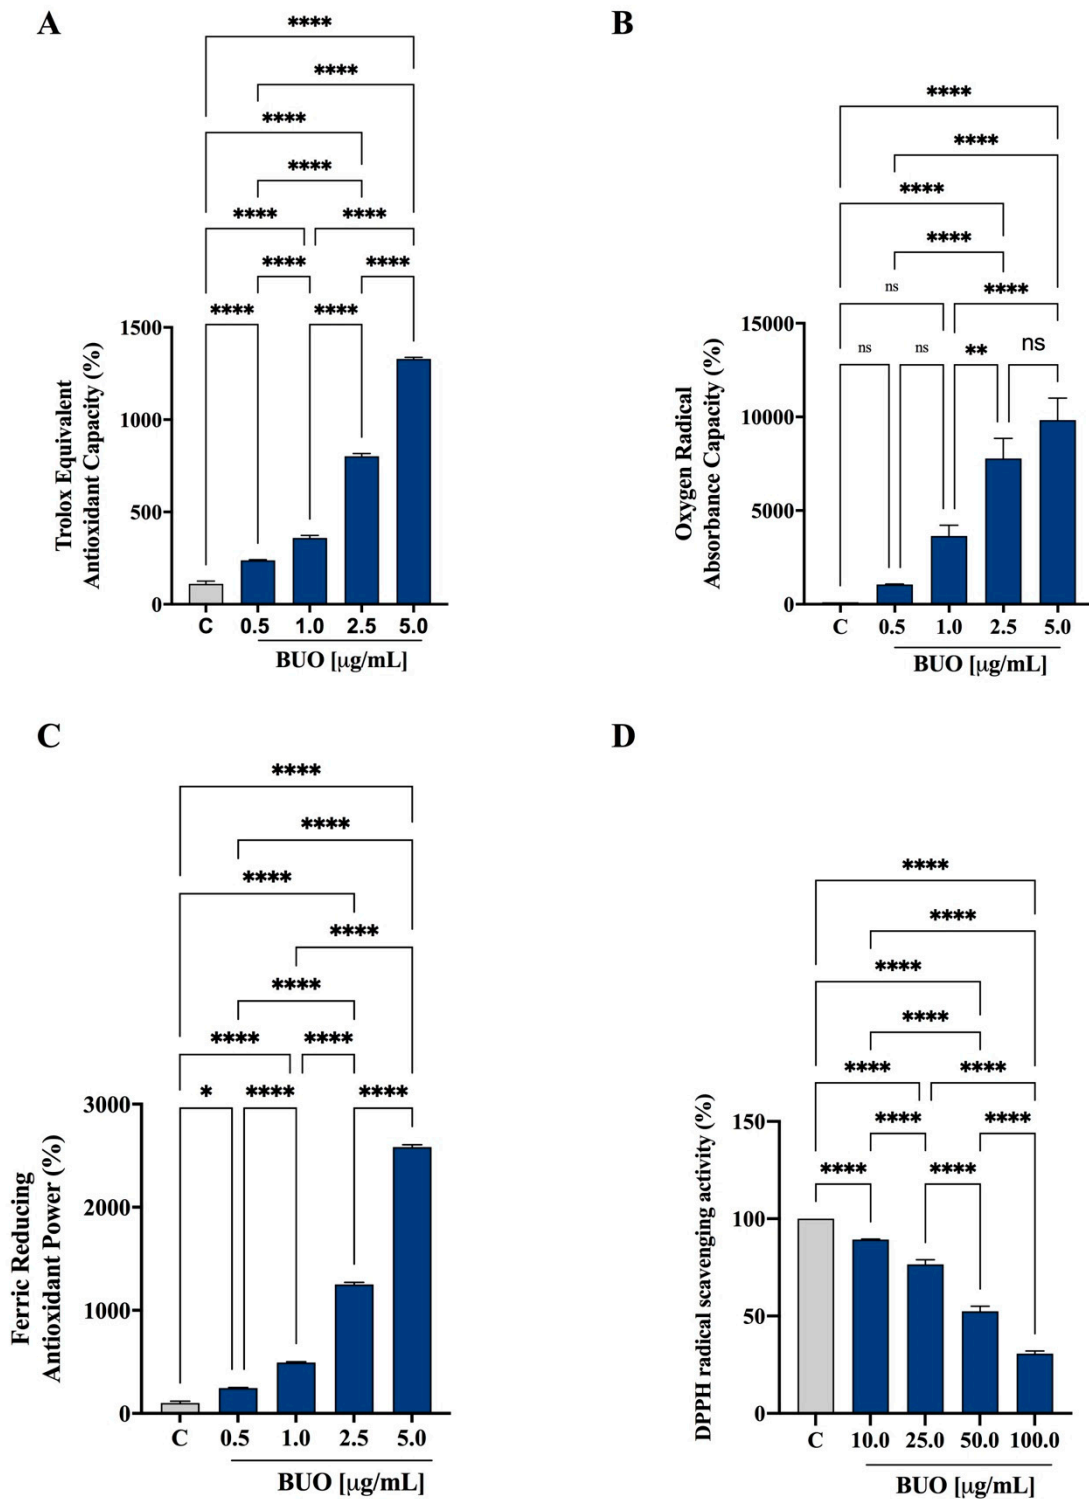 A
****
****
****
****
**** ****
**** ****
**** ****
Trolox Equivalent
Antioxidant Capacity (%)
1500
1000
500
0
C 0.5 1.0 2.5 5.0
BUO [μg/mL]
B
****
****
****
****
ns ****
ns ns ** ns
Oxygen Radical
Absorbance Capacity (%)
15000
10000
5000
0
C 0.5 1.0 2.5 5.0
BUO [μg/mL]
C
****
****
****
****
****
**** ****
* **** ****
Ferric Reducing
Antioxidant Power (%)
3000
2000
1000
0
C 0.5 1.0 2.5 5.0
BUO [μg/mL]
D
****
****
****
****
**** ****
**** ****
**** ****
DPPH radical scavenging activity (%)
150
100
50
0
C 10.0 25.0 50.0 100.0
BUO [μg/mL]